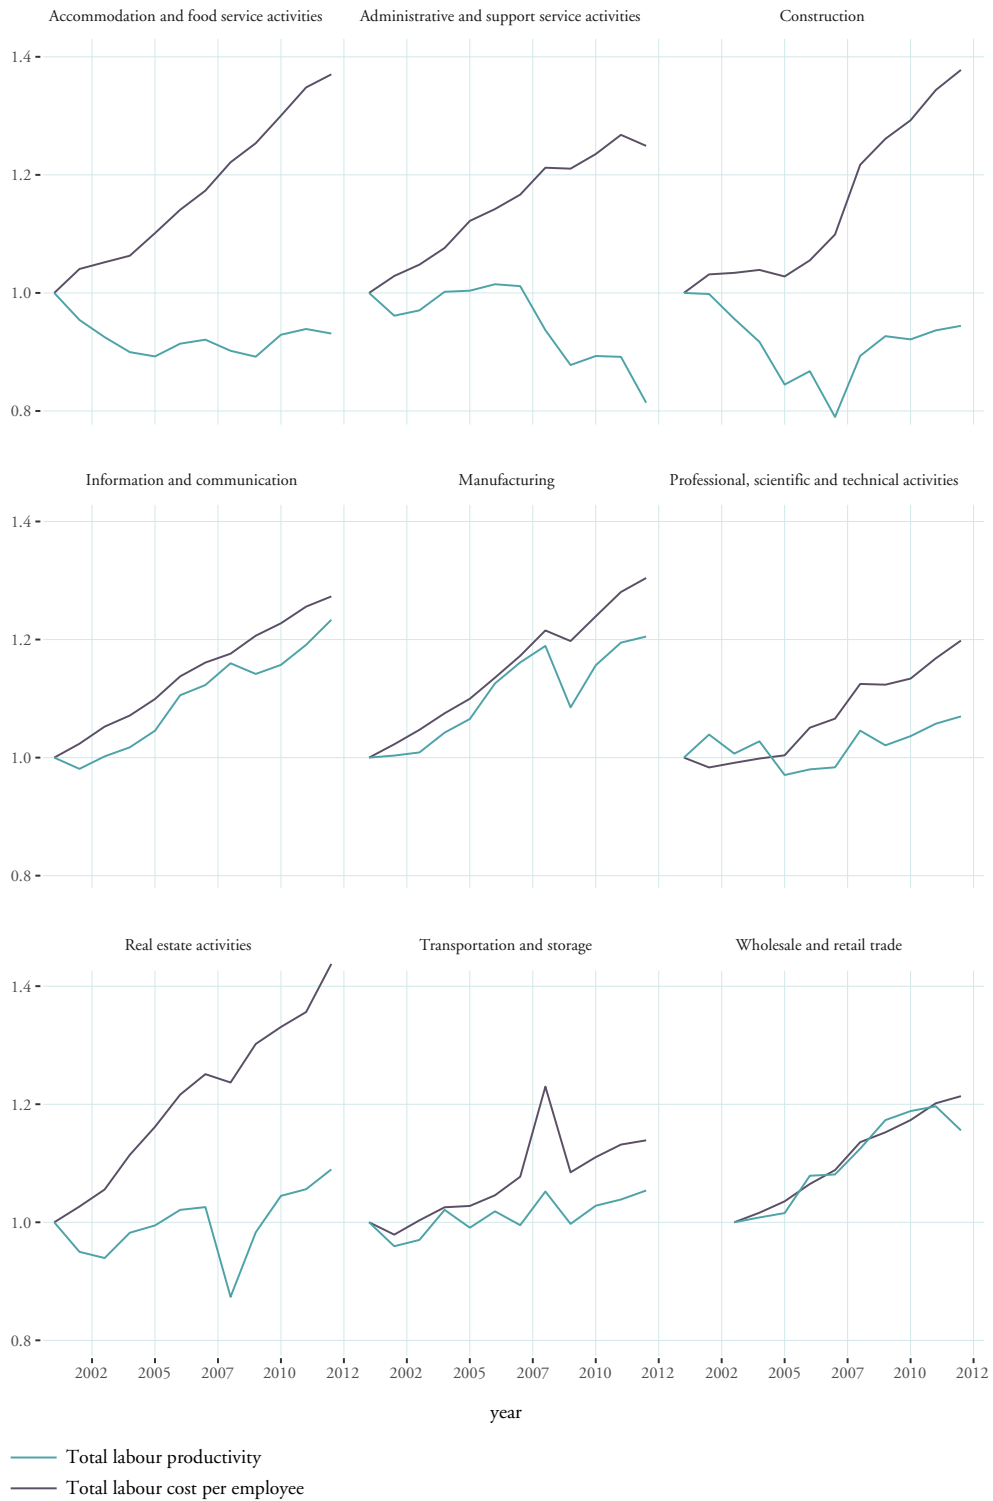 Accommodation and food service activities Administrative and support service activities Construction
1.4
1.2
1.0
0.8
Information and communication Manufacturing Professional, scientific and technical activities
1.4
1.2
1.0
0.8
Real estate activities Transportation and storage Wholesale and retail trade
1.4
1.2
1.0
0.8
2002 2005 2007 2010 2012 2002 2005 2007 2010 2012 2002 2005 2007 2010 2012
year
Total labour productivity
Total labour cost per employee